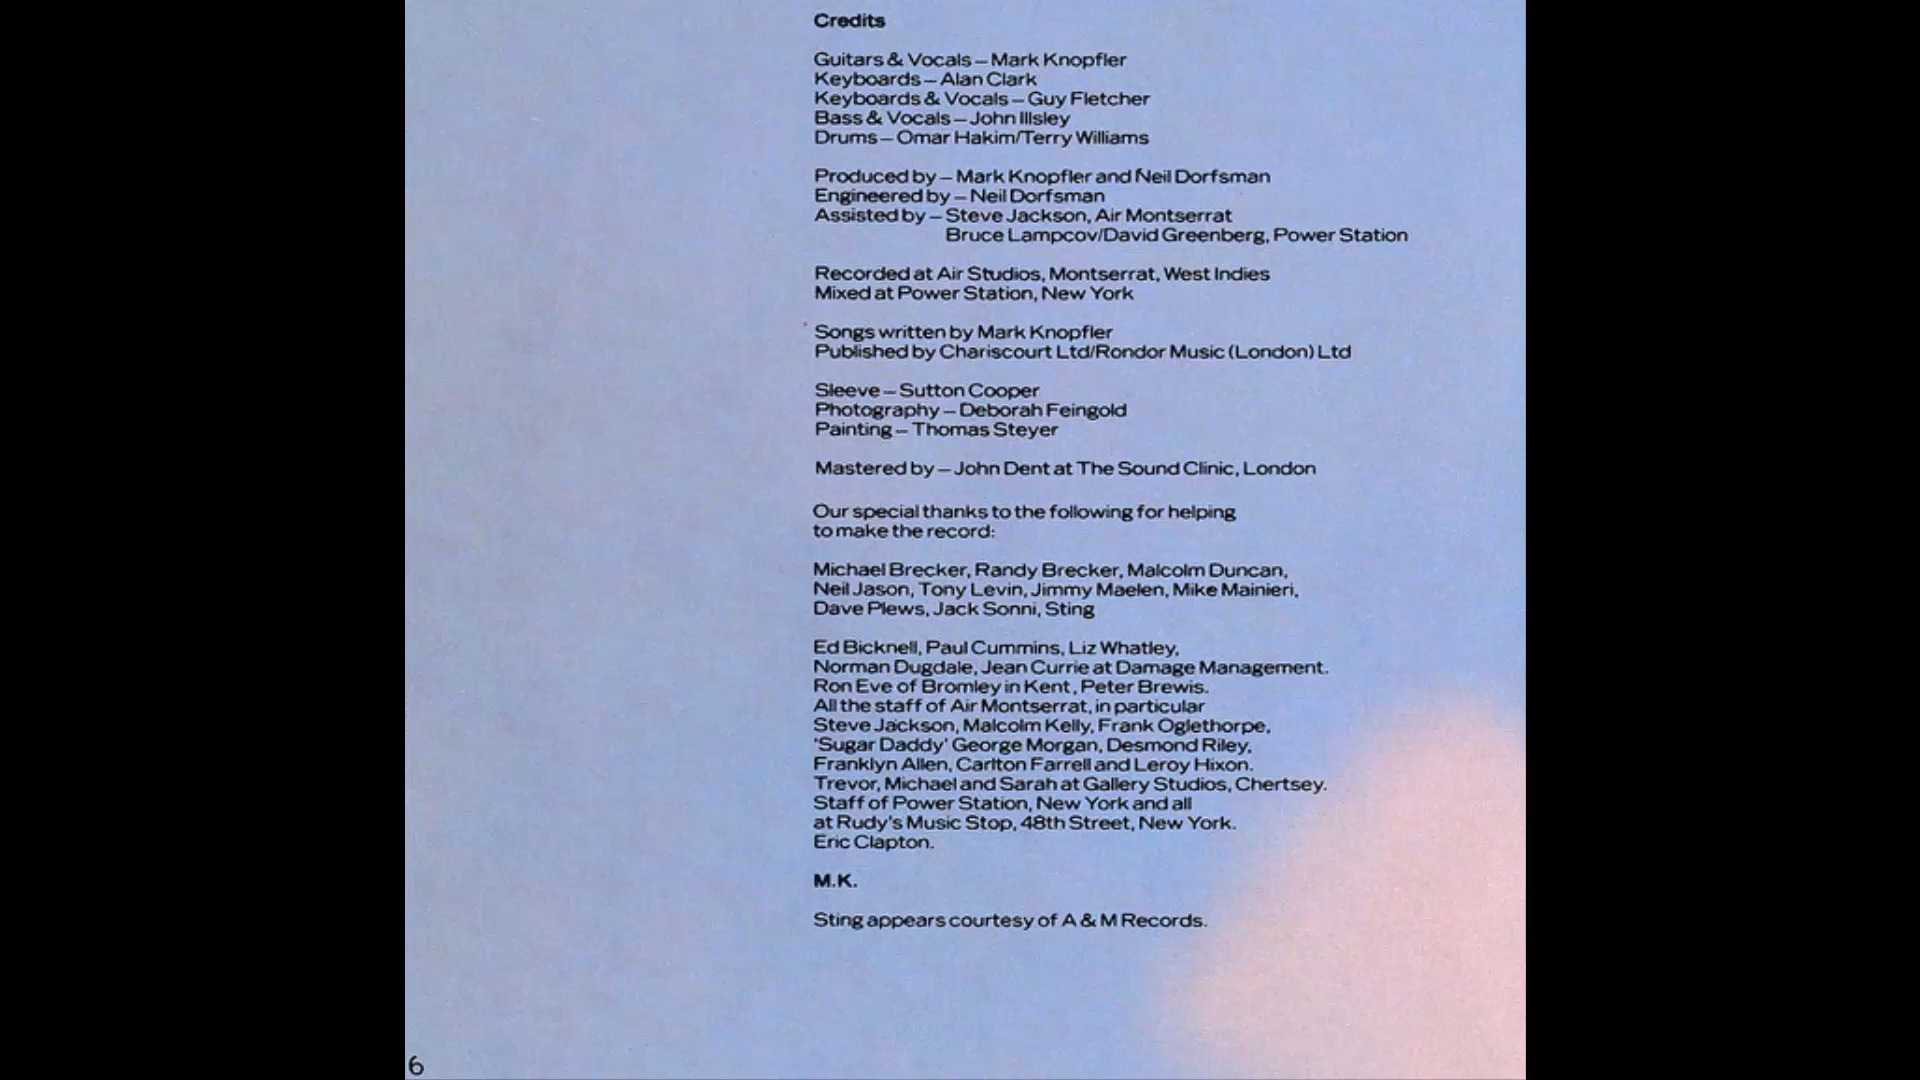 Credits
Guitars & Vocals – Mark Knopfler
Keyboards – Alan Clark
Keyboards & Vocals – Guy Fletcher
Bass & Vocals – John Illsley
Drums – Omar Hakim/Terry Williams
Produced by – Mark Knopfler and Neil Dorfsman
Engineered by – Neil Dorfsman
Assisted by – Steve Jackson, Air Montserrat
Bruce Lampcov/David Greenberg, Power Station
Recorded at Air Studios, Montserrat, West Indies
Mixed at Power Station, New York
Songs written by Mark Knopfler
Published by Chariscourt Ltd/Rondor Music (London) Ltd
Sleeve – Sutton Cooper
Photography – Deborah Feingold
Painting – Thomas Steyer
Mastered by – John Dent at The Sound Clinic, London
Our special thanks to the following for helping
to make the record:
Michael Brecker, Randy Brecker, Malcolm Duncan,
Neil Jason, Tony Levin, Jimmy Maelen, Mike Mainieri,
Dave Plews, Jack Sonni, Sting
Ed Bicknell, Paul Cummins, Liz Whatley,
Norman Dugdale, Jean Currie at Damage Management.
Ron Eve of Bromley in Kent, Peter Brewis.
All the staff of Air Montserrat, in particular
Steve Jackson, Malcolm Kelly, Frank Oglethorpe,
'Sugar Daddy' George Morgan, Desmond Riley,
Franklyn Allen, Carlton Farrell and Leroy Hixon.
Trevor, Michael and Sarah at Gallery Studios, Chertsey.
Staff of Power Station, New York and all
at Rudy's Music Stop, 48th Street, New York.
Eric Clapton.
M.K.
Sting appears courtesy of A & M Records.
6